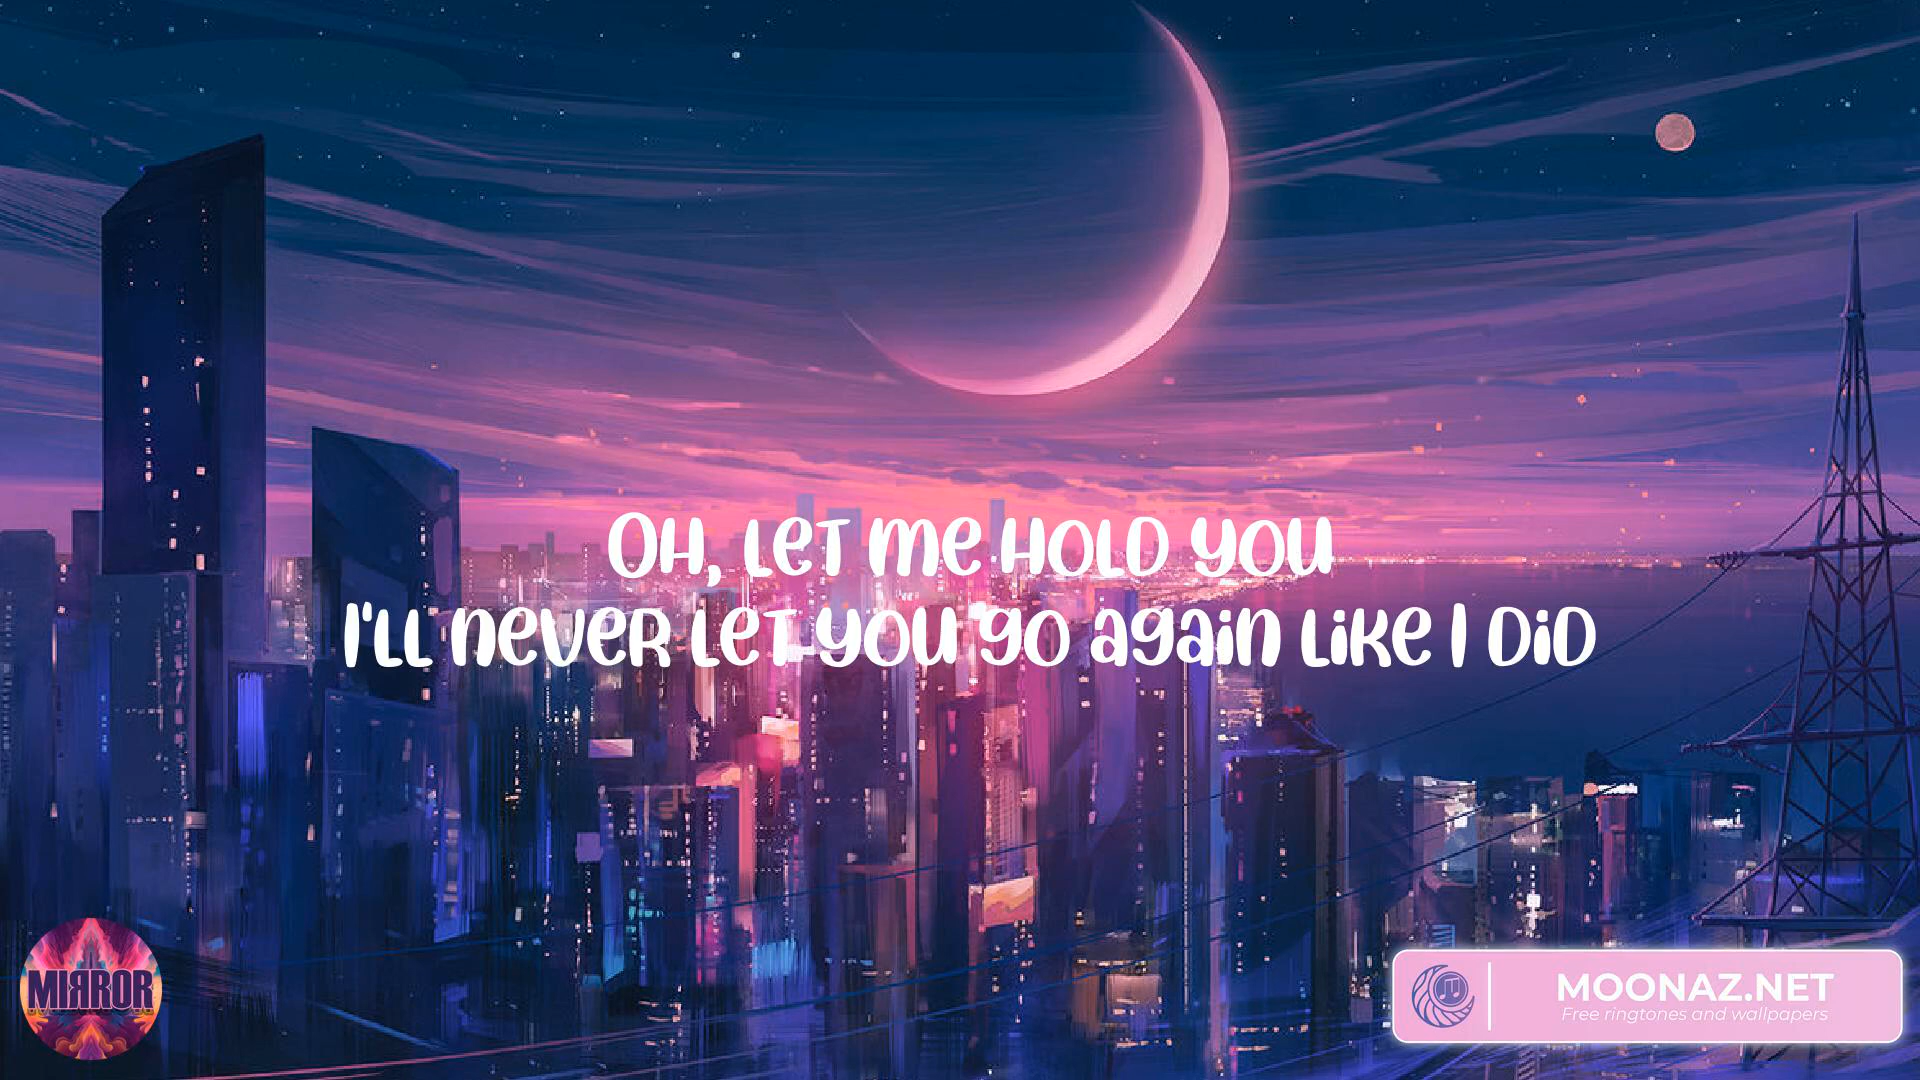 Oh, let me hold you
I'll never let you go again like I did
MIRROR
MOONAZ.NET
Free ringtones and wallpapers